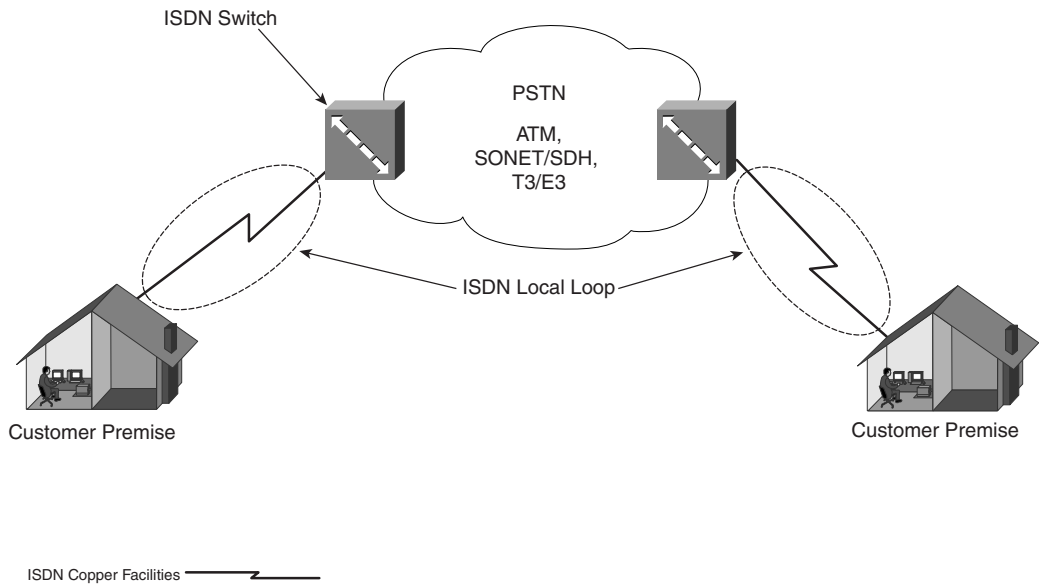 ISDN Switch
PSTN
ATM,
SONET/SDH,
T3/E3
ISDN Local Loop
Customer Premise
Customer Premise
ISDN Copper Facilities